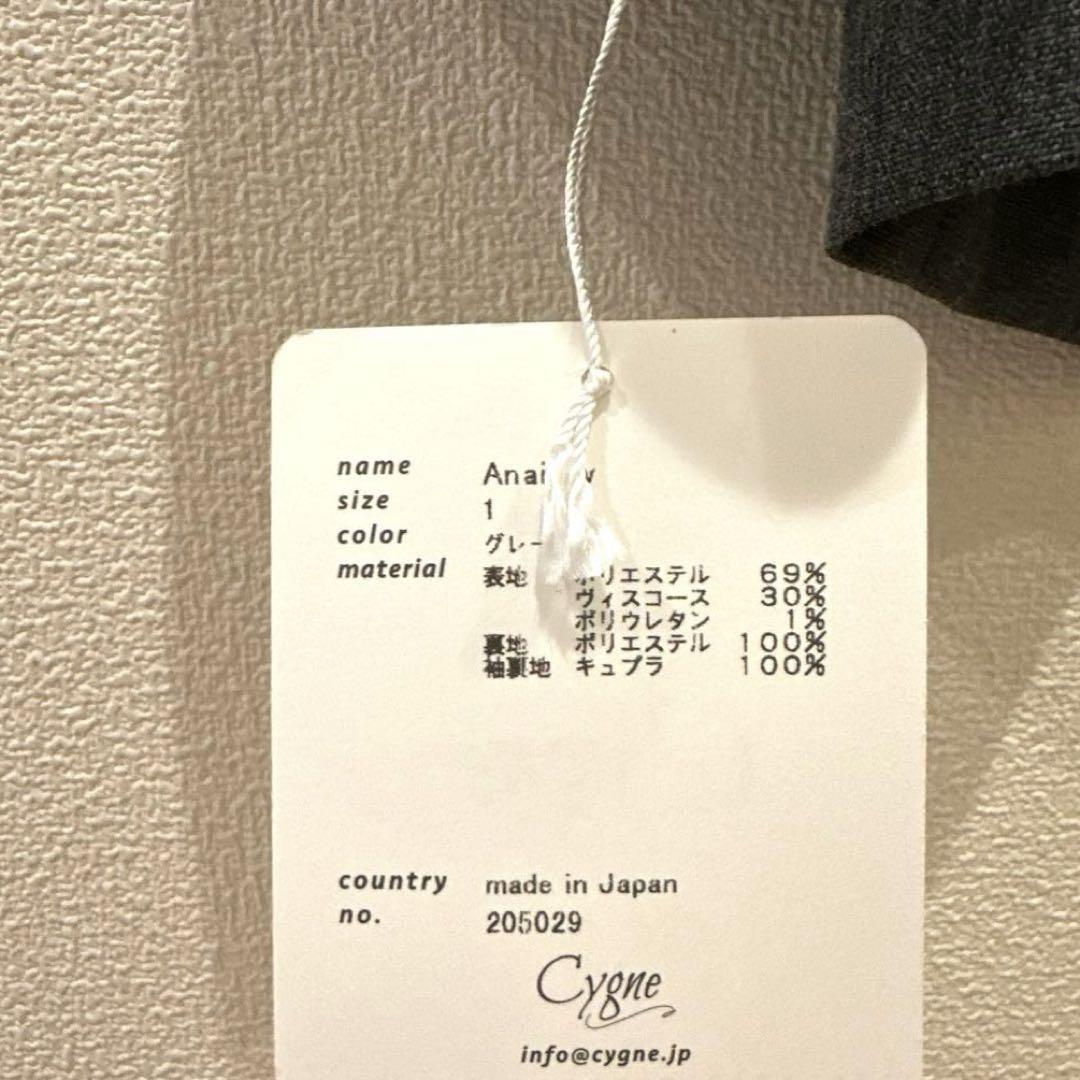 name
size 1
color グレー
material 表地 ポリエステル 69%
ヴィスコース 30%
ポリウレタン 1%
裏地 ポリエステル 100%
袖裏地 キュプラ 100%
country made in Japan
no. 205029
Cygne
info@cygne.jp